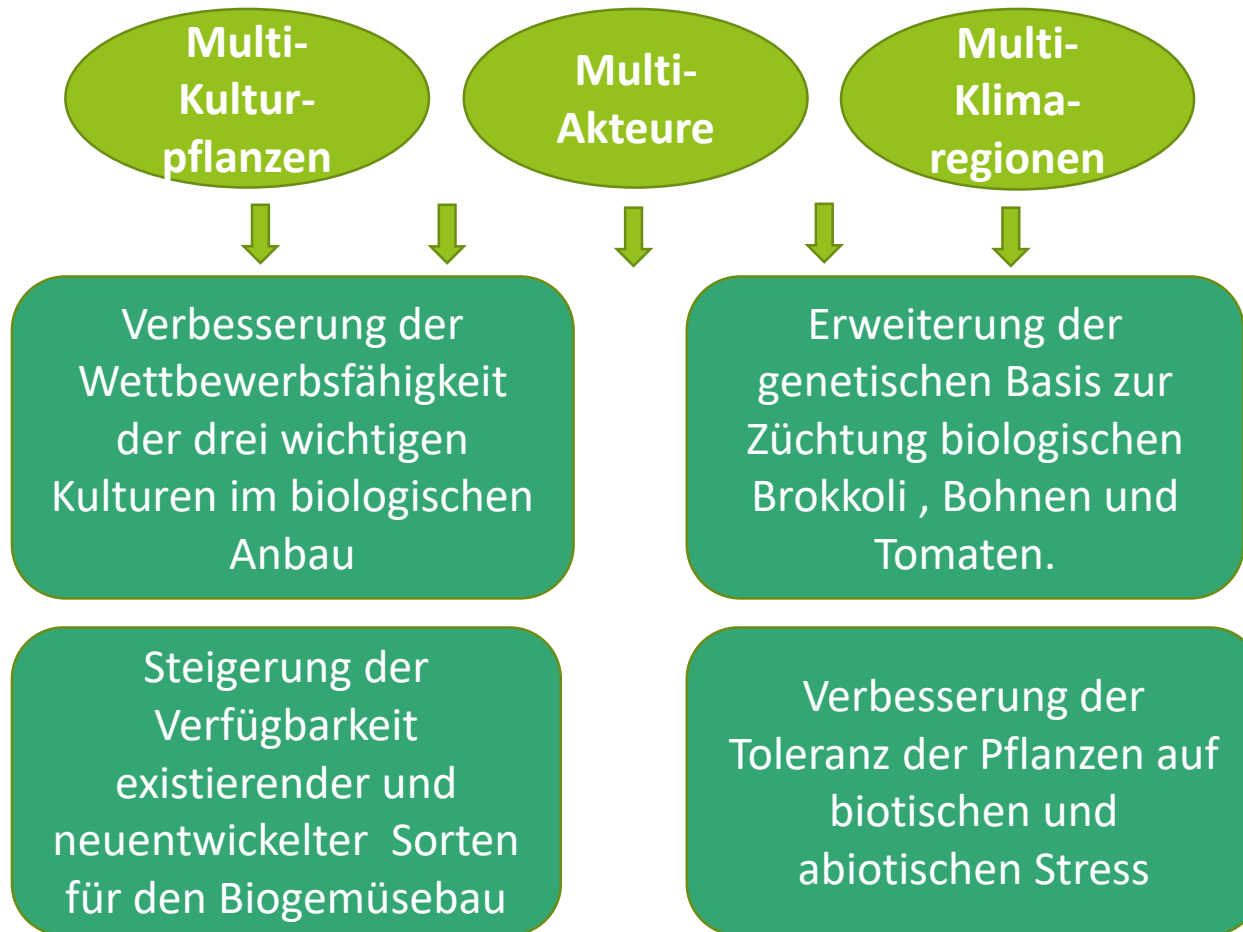 Multi-
Kultur-
pflanzen
Multi-
Akteure
Multi-
Klima-
regionen
Verbesserung der
Wettbewerbsfähigkeit
der drei wichtigen
Kulturen im biologischen
Anbau
Erweiterung der
genetischen Basis zur
Züchtung biologischen
Brokkoli , Bohnen und
Tomaten.
Steigerung der
Verfügbarkeit
existierender und
neuentwickelter  Sorten
für den Biogemüsebau
Verbesserung der
Toleranz der Pflanzen auf
biotischen und
abiotischen Stress